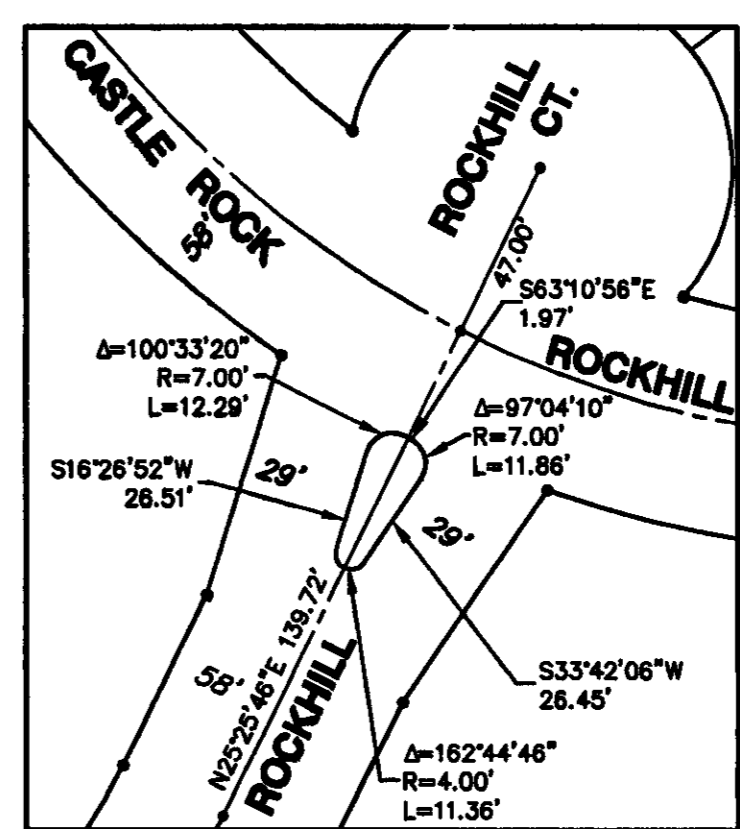 CASTLE ROCK
56'
ROCKHILL
CT.
47.00'
S63°10'56"E
1.97'
ROCKHILL
Δ=100°33'20"
R=7.00'
L=12.29'
Δ=97°04'10"
R=7.00'
L=11.86'
S16°26'52"W
26.51'
29'
29'
S33°42'06"W
26.45'
N25°25'46"E 139.72'
58'
ROCKHILL
Δ=162°44'46"
R=4.00'
L=11.36'